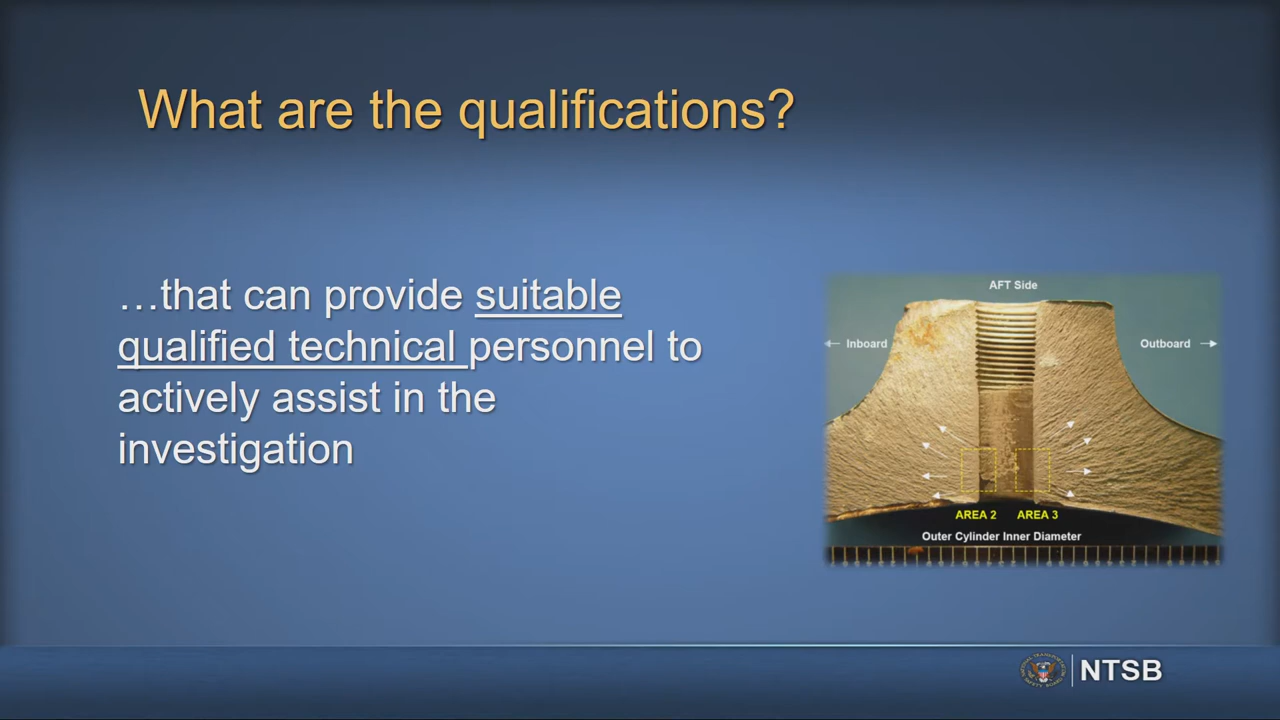 What are the qualifications?
…that can provide suitable
qualified technical personnel to
actively assist in the
investigation
AFT Side
← Inboard
Outboard →
AREA 2
AREA 3
Outer Cylinder Inner Diameter
NTSB